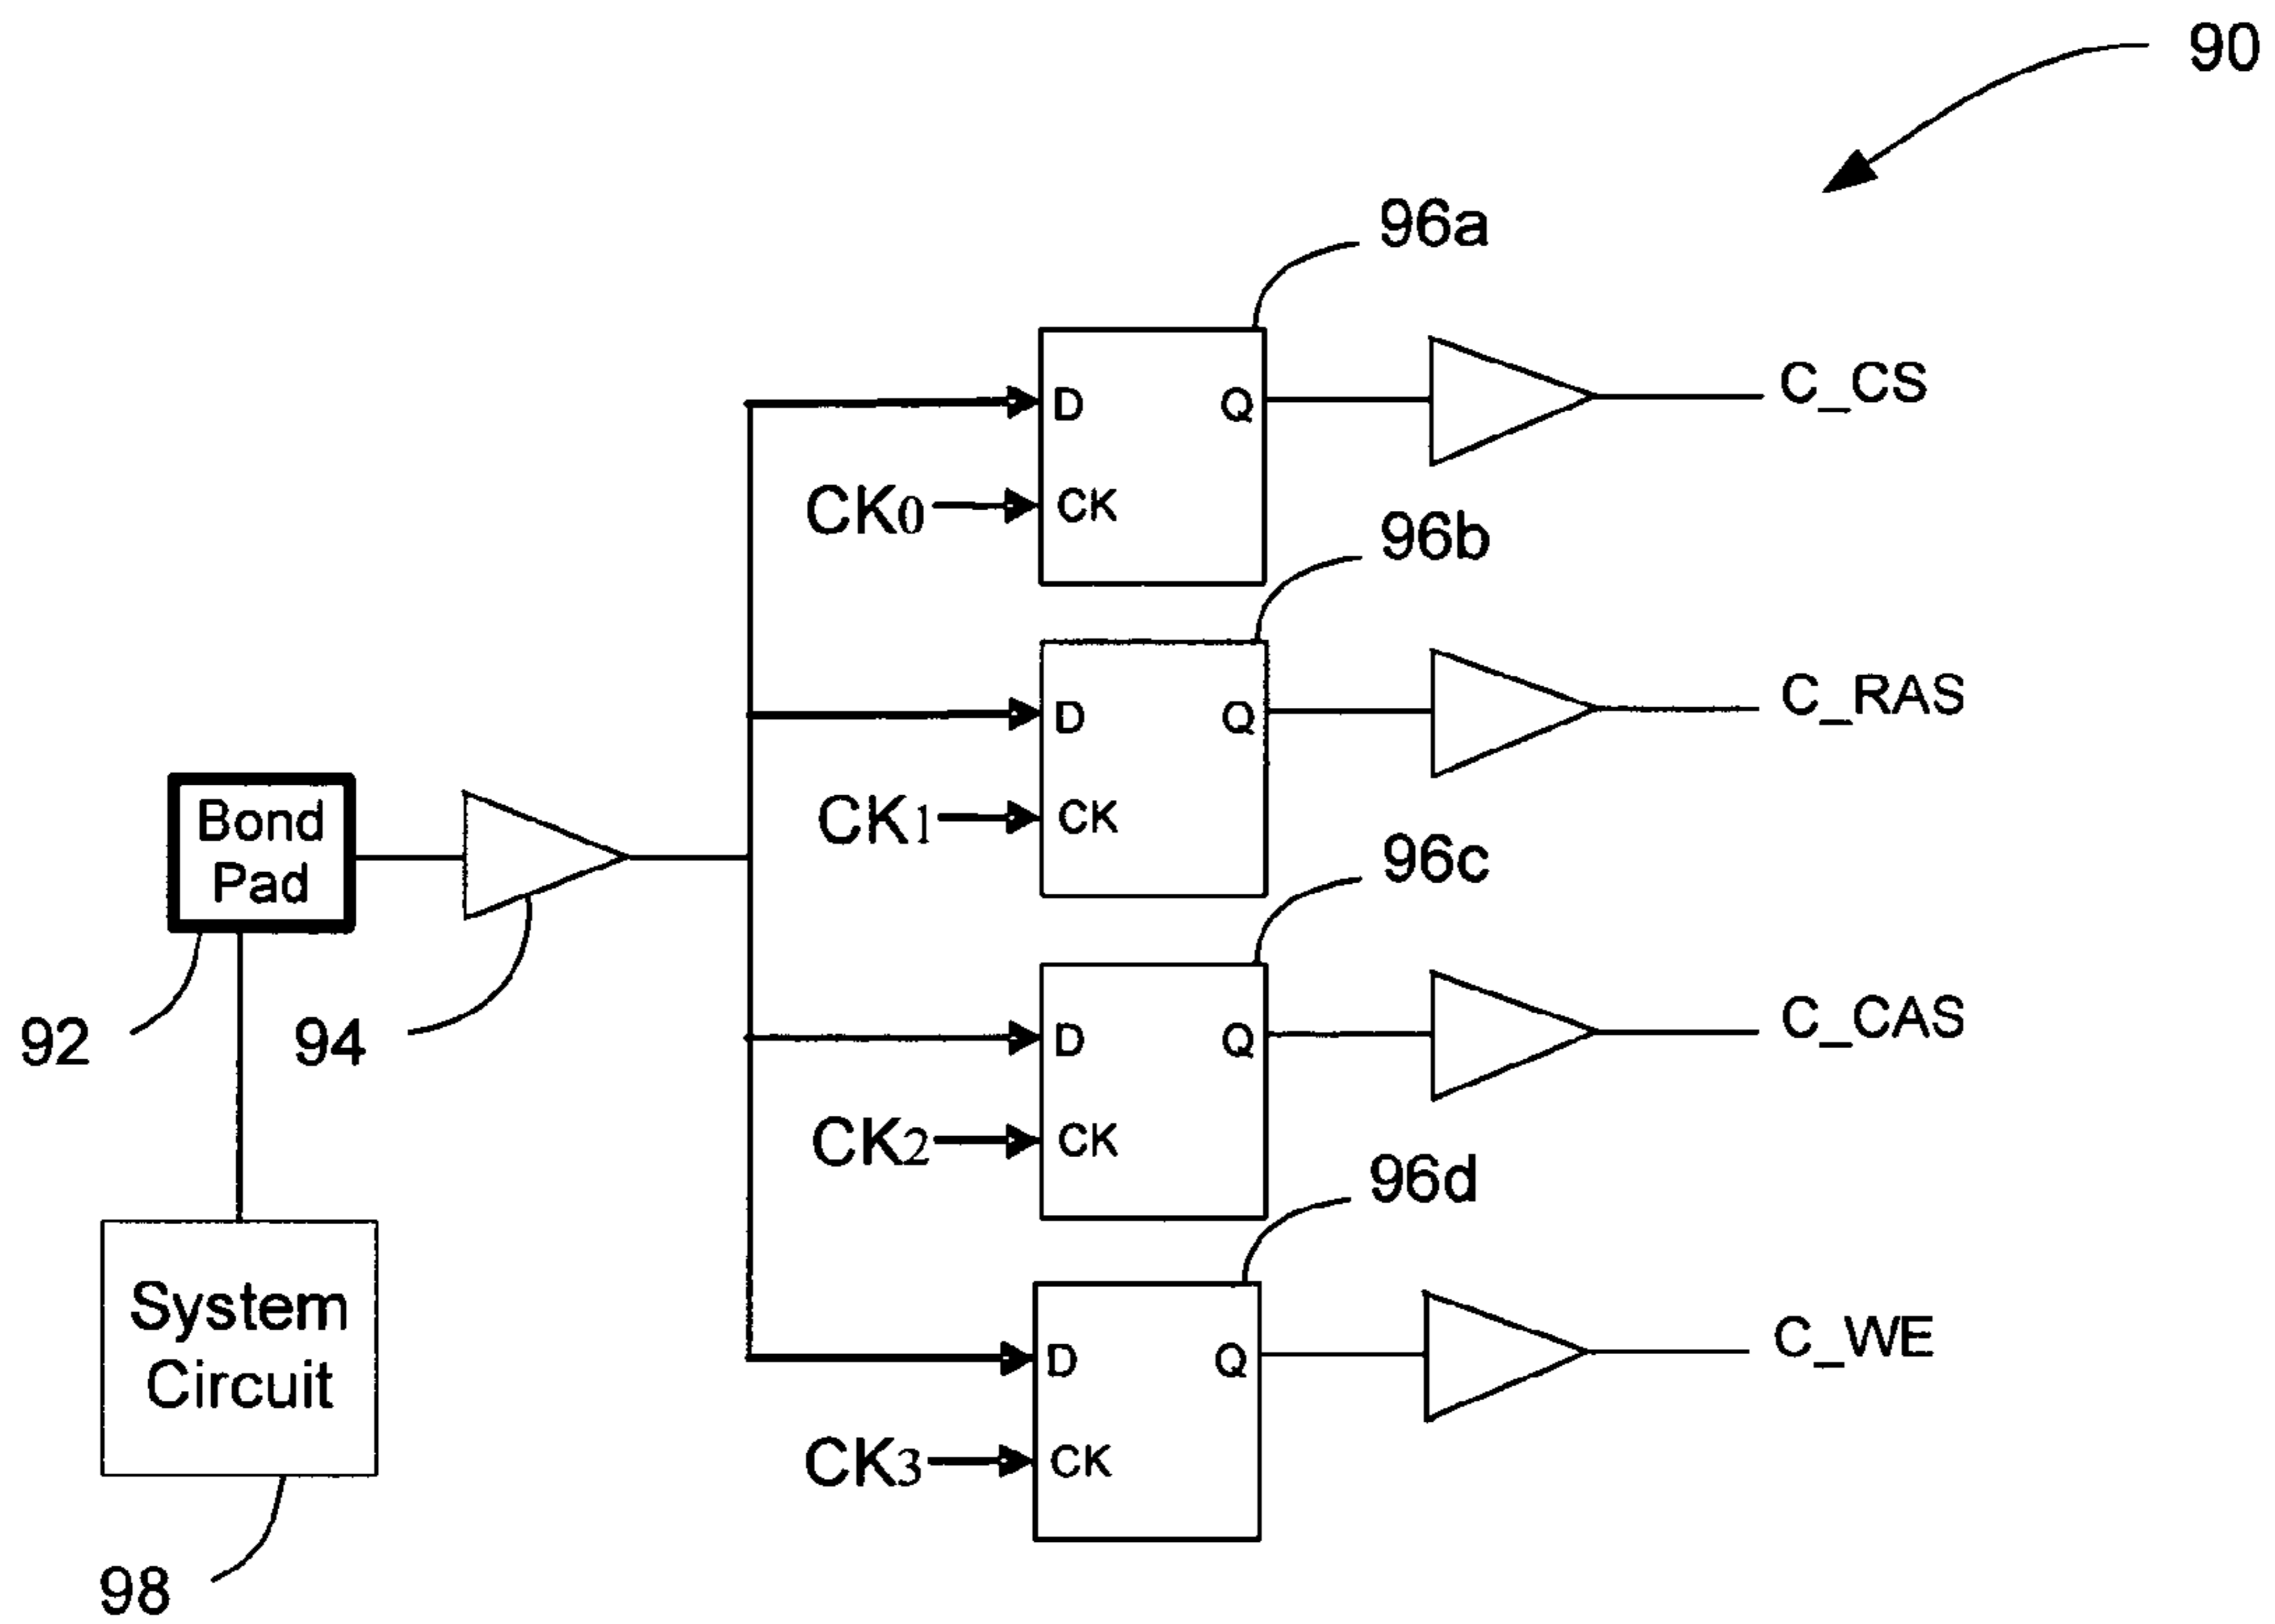 90
96a
D
Q
C_CS
CK0
CK
96b
D
Q
C_RAS
CK1
CK
Bond
Pad
96c
92
94
D
Q
C_CAS
CK2
CK
96d
System
Circuit
D
Q
C_WE
CK3
CK
98